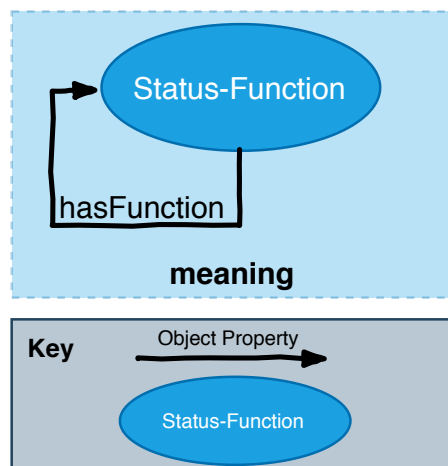 Status-Function
hasFunction
meaning
Object Property
Key
Status-Function